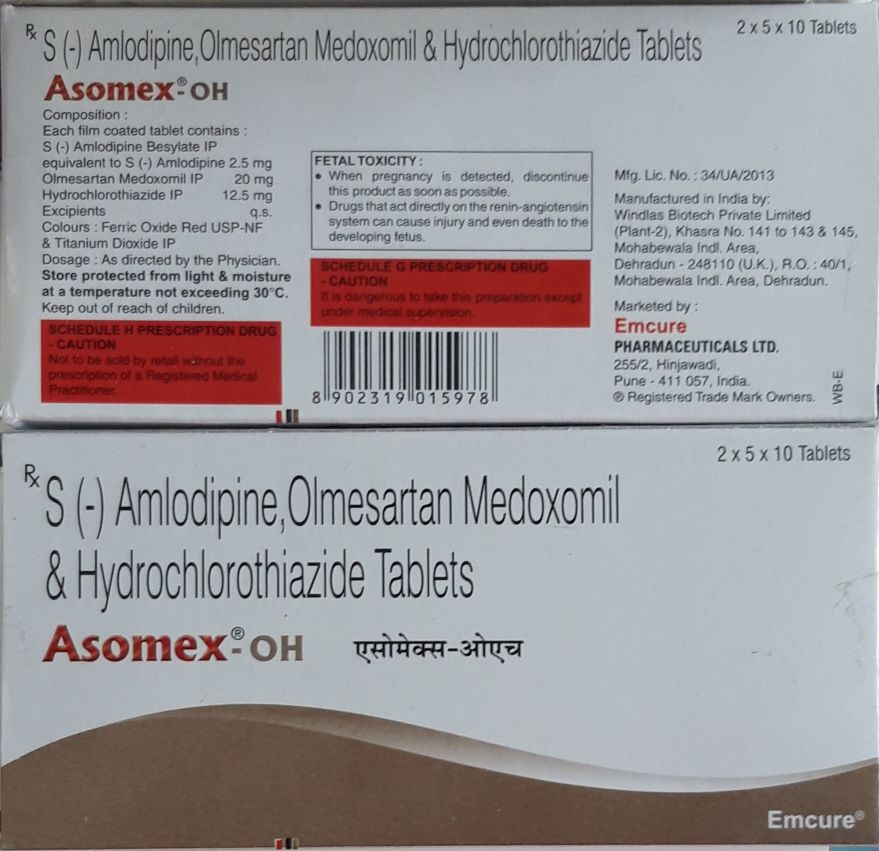 Rx S (-) Amlodipine,Olmesartan Medoxomil & Hydrochlorothiazide Tablets
2 x 5 x 10 Tablets
Asomex®-OH
Composition :
Each film coated tablet contains :
S (-) Amlodipine Besylate IP
equivalent to S (-) Amlodipine 2.5 mg
Olmesartan Medoxomil IP 20 mg
Hydrochlorothiazide IP 12.5 mg
Excipients q.s.
Colours : Ferric Oxide Red USP-NF
& Titanium Dioxide IP
Dosage : As directed by the Physician.
Store protected from light & moisture
at a temperature not exceeding 30°C.
Keep out of reach of children.
SCHEDULE H PRESCRIPTION DRUG
- CAUTION
Not to be sold by retail without the
prescription of a Registered Medical
Practitioner.
FETAL TOXICITY :
• When pregnancy is detected, discontinue
this product as soon as possible.
• Drugs that act directly on the renin-angiotensin
system can cause injury and even death to the
developing fetus.
SCHEDULE G PRESCRIPTION DRUG
- CAUTION
It is dangerous to take this preparation except
under medical supervision.
8 902319 015978
Mfg. Lic. No. : 34/UA/2013
Manufactured in India by:
Windlas Biotech Private Limited
(Plant-2), Khasra No. 141 to 143 & 145,
Mohabewala Indl. Area,
Dehradun - 248110 (U.K.), R.O. : 40/1,
Mohabewala Indl. Area, Dehradun.
Marketed by :
Emcure
PHARMACEUTICALS LTD.
255/2, Hinjawadi,
Pune - 411 057, India.
® Registered Trade Mark Owners.
WB-E
2 x 5 x 10 Tablets
Rx S (-) Amlodipine,Olmesartan Medoxomil
& Hydrochlorothiazide Tablets
Asomex®-OH एसोमेक्स-ओएच
Emcure®